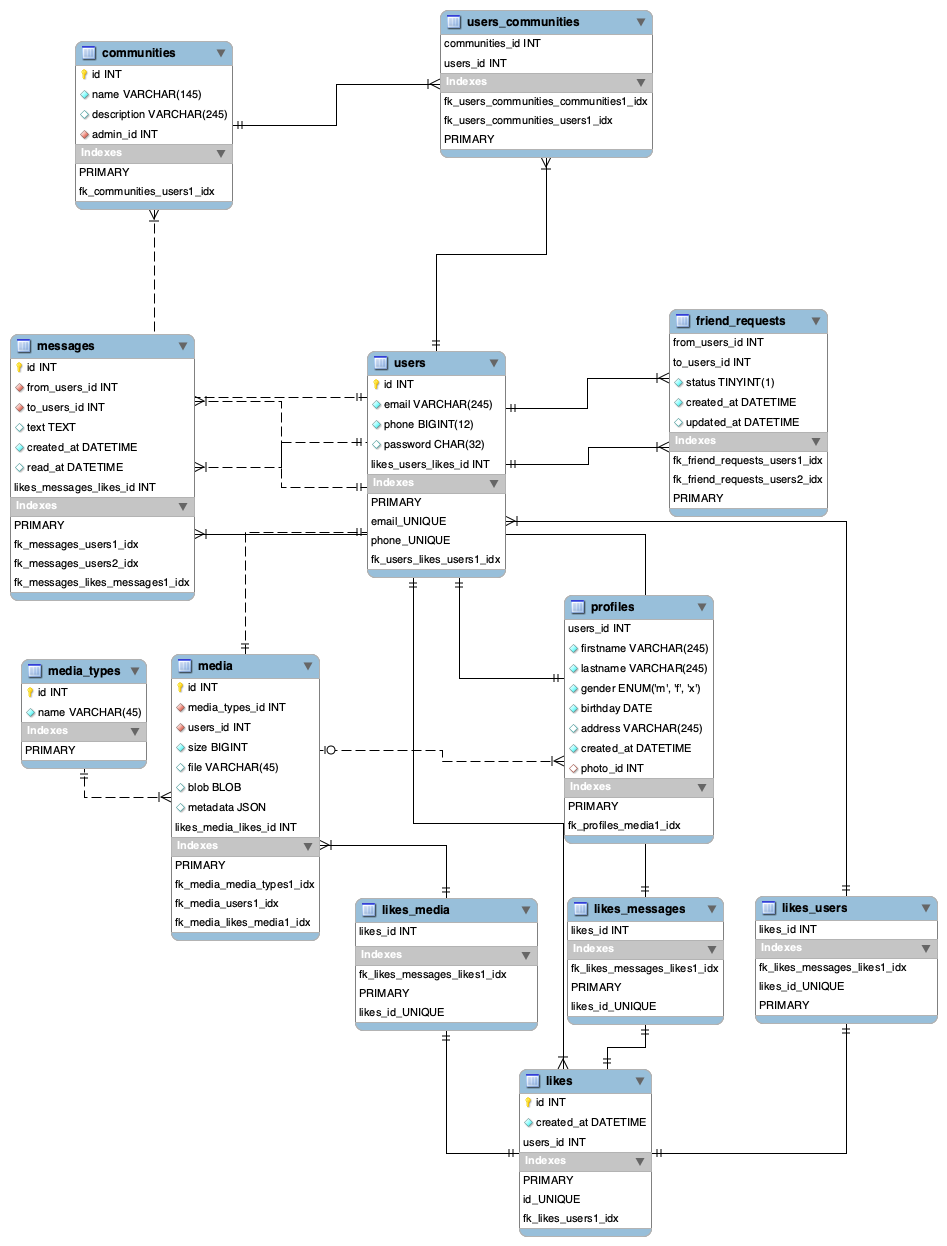 communities
id INT
name VARCHAR(145)
description VARCHAR(245)
admin_id INT
Indexes
PRIMARY
fk_communities_users1_idx
users_communities
communities_id INT
users_id INT
Indexes
fk_users_communities_communities1_idx
fk_users_communities_users1_idx
PRIMARY
messages
id INT
from_users_id INT
to_users_id INT
text TEXT
created_at DATETIME
read_at DATETIME
likes_messages_likes_id INT
Indexes
PRIMARY
fk_messages_users1_idx
fk_messages_users2_idx
fk_messages_likes_messages1_idx
users
id INT
email VARCHAR(245)
phone BIGINT(12)
password CHAR(32)
likes_users_likes_id INT
Indexes
PRIMARY
email_UNIQUE
phone_UNIQUE
fk_users_likes_users1_idx
friend_requests
from_users_id INT
to_users_id INT
status TINYINT(1)
created_at DATETIME
updated_at DATETIME
Indexes
fk_friend_requests_users1_idx
fk_friend_requests_users2_idx
PRIMARY
media_types
id INT
name VARCHAR(45)
Indexes
PRIMARY
media
id INT
media_types_id INT
users_id INT
size BIGINT
file VARCHAR(45)
blob BLOB
metadata JSON
likes_media_likes_id INT
Indexes
PRIMARY
fk_media_media_types1_idx
fk_media_users1_idx
fk_media_likes_media1_idx
profiles
users_id INT
firstname VARCHAR(245)
lastname VARCHAR(245)
gender ENUM('m', 'f', 'x')
birthday DATE
address VARCHAR(245)
created_at DATETIME
photo_id INT
Indexes
PRIMARY
fk_profiles_media1_idx
likes_media
likes_id INT
Indexes
fk_likes_messages_likes1_idx
PRIMARY
likes_id_UNIQUE
likes_messages
likes_id INT
Indexes
fk_likes_messages_likes1_idx
PRIMARY
likes_id_UNIQUE
likes_users
likes_id INT
Indexes
fk_likes_messages_likes1_idx
likes_id_UNIQUE
PRIMARY
likes
id INT
created_at DATETIME
users_id INT
Indexes
PRIMARY
id_UNIQUE
fk_likes_users1_idx